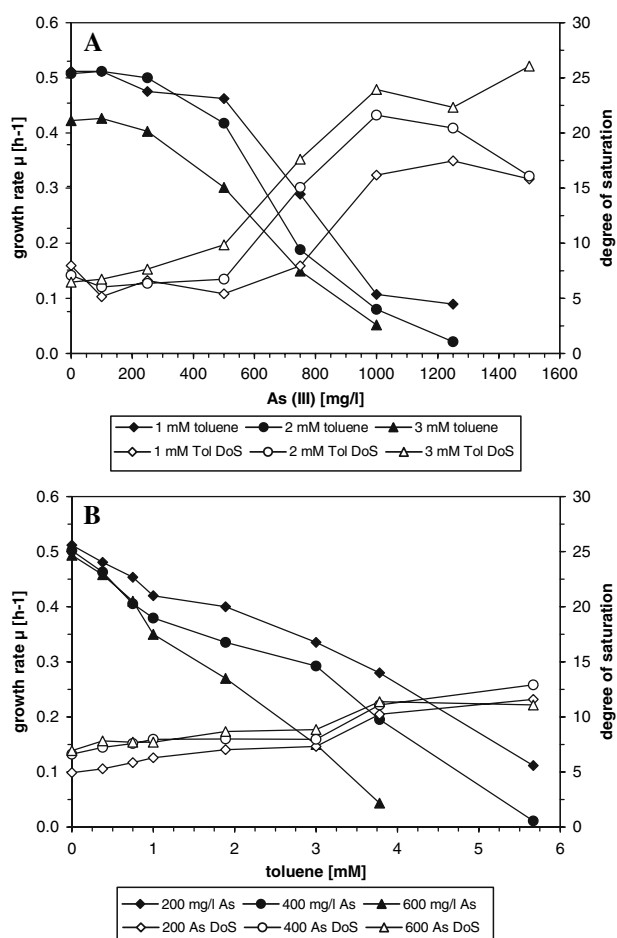 A
0.6
0.5
0.4
0.3
0.2
0.1
0.0
growth rate µ [h-1]
30
25
20
15
10
5
0
degree of saturation
0 200 400 600 800 1000 1200 1400 1600
As (III) [mg/l]
1 mM toluene 2 mM toluene 3 mM toluene
1 mM Tol DoS 2 mM Tol DoS 3 mM Tol DoS
B
0.6
0.5
0.4
0.3
0.2
0.1
0.0
growth rate µ [h-1]
30
25
20
15
10
5
0
degree of saturation
0 1 2 3 4 5 6
toluene [mM]
200 mg/l As 400 mg/l As 600 mg/l As
200 As DoS 400 As DoS 600 As DoS